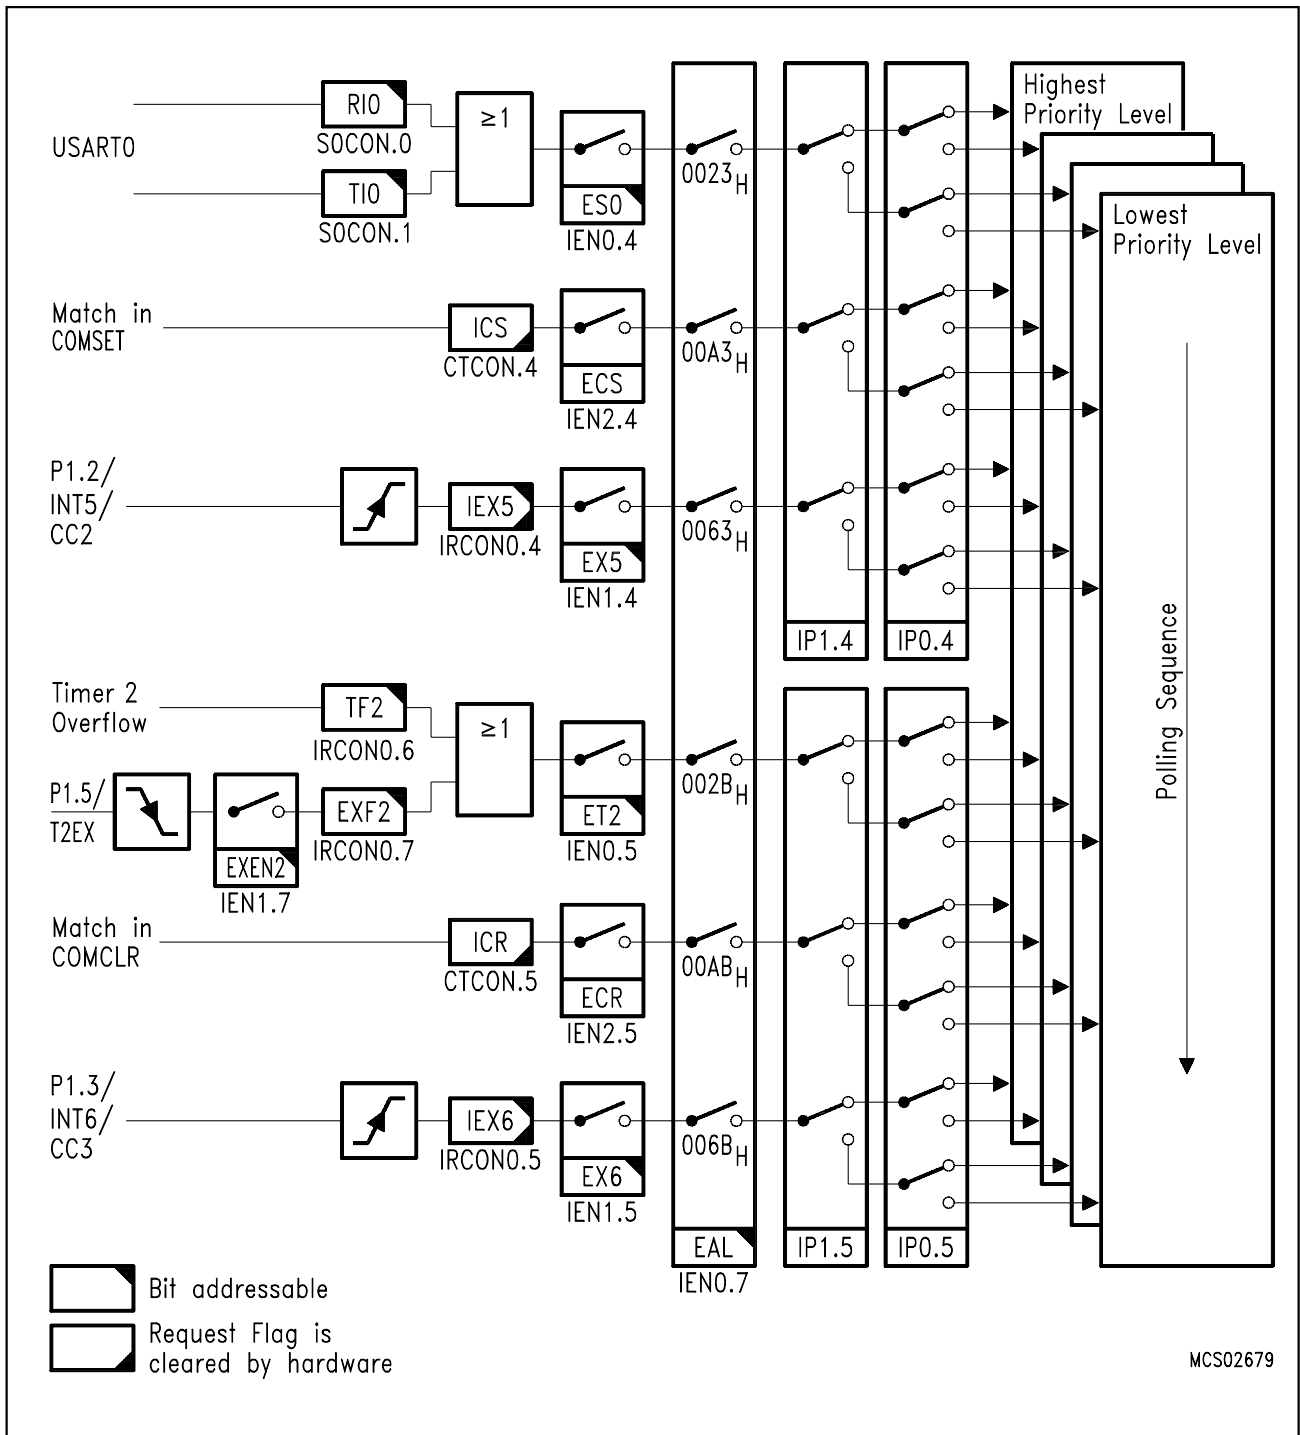 Highest
Priority Level
Lowest
Priority Level
Polling Sequence
USART0
RI0
S0CON.0
TI0
S0CON.1
≥1
ES0
IEN0.4
0023H
Match in
COMSET
ICS
CTCON.4
ECS
IEN2.4
00A3H
P1.2/
INT5/
CC2
IEX5
IRCON0.4
EX5
IEN1.4
0063H
IP1.4
IP0.4
Timer 2
Overflow
TF2
IRCON0.6
P1.5/
T2EX
EXEN2
IEN1.7
EXF2
IRCON0.7
≥1
ET2
IEN0.5
002BH
Match in
COMCLR
ICR
CTCON.5
ECR
IEN2.5
00ABH
P1.3/
INT6/
CC3
IEX6
IRCON0.5
EX6
IEN1.5
006BH
EAL
IEN0.7
IP1.5
IP0.5
Bit addressable
Request Flag is
cleared by hardware
MCS02679